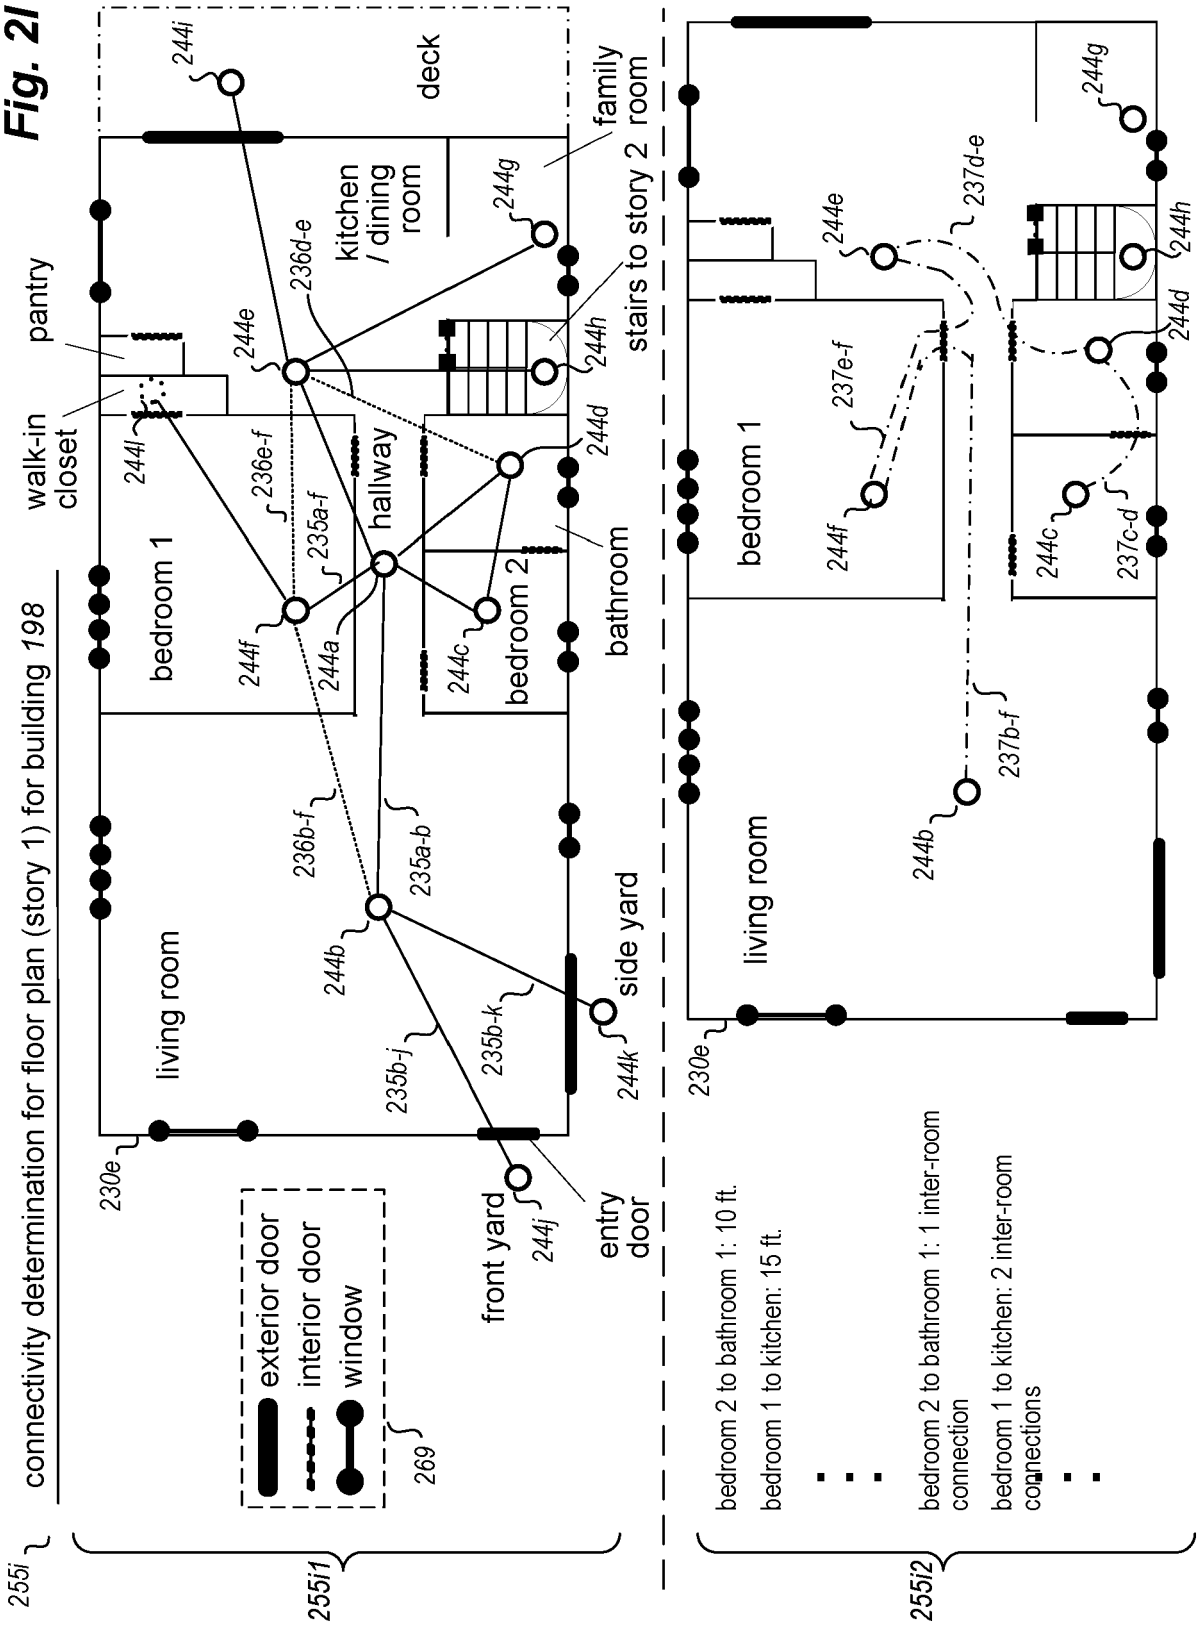 Fig. 2I
255i
connectivity determination for floor plan (story 1) for building 198
255i1
269
exterior door
interior door
window
230e
living room
bedroom 1
walk-in
closet
pantry
244l
244f
236e-f
235a-f
244a
hallway
244e
236d-e
kitchen
/ dining
room
deck
244i
236b-f
235a-b
244b
235b-j
235b-k
244c
bedroom 2
bathroom
244d
244h
244g
family
room
stairs to story 2
side yard
244k
front yard
244j
entry
door
255i2
bedroom 2 to bathroom 1: 10 ft.
bedroom 1 to kitchen: 15 ft.
bedroom 2 to bathroom 1: 1 inter-room
connection
bedroom 1 to kitchen: 2 inter-room
connections
230e
living room
bedroom 1
244b
237b-f
244f
237e-f
244e
237d-e
244c
237c-d
244d
244h
244g